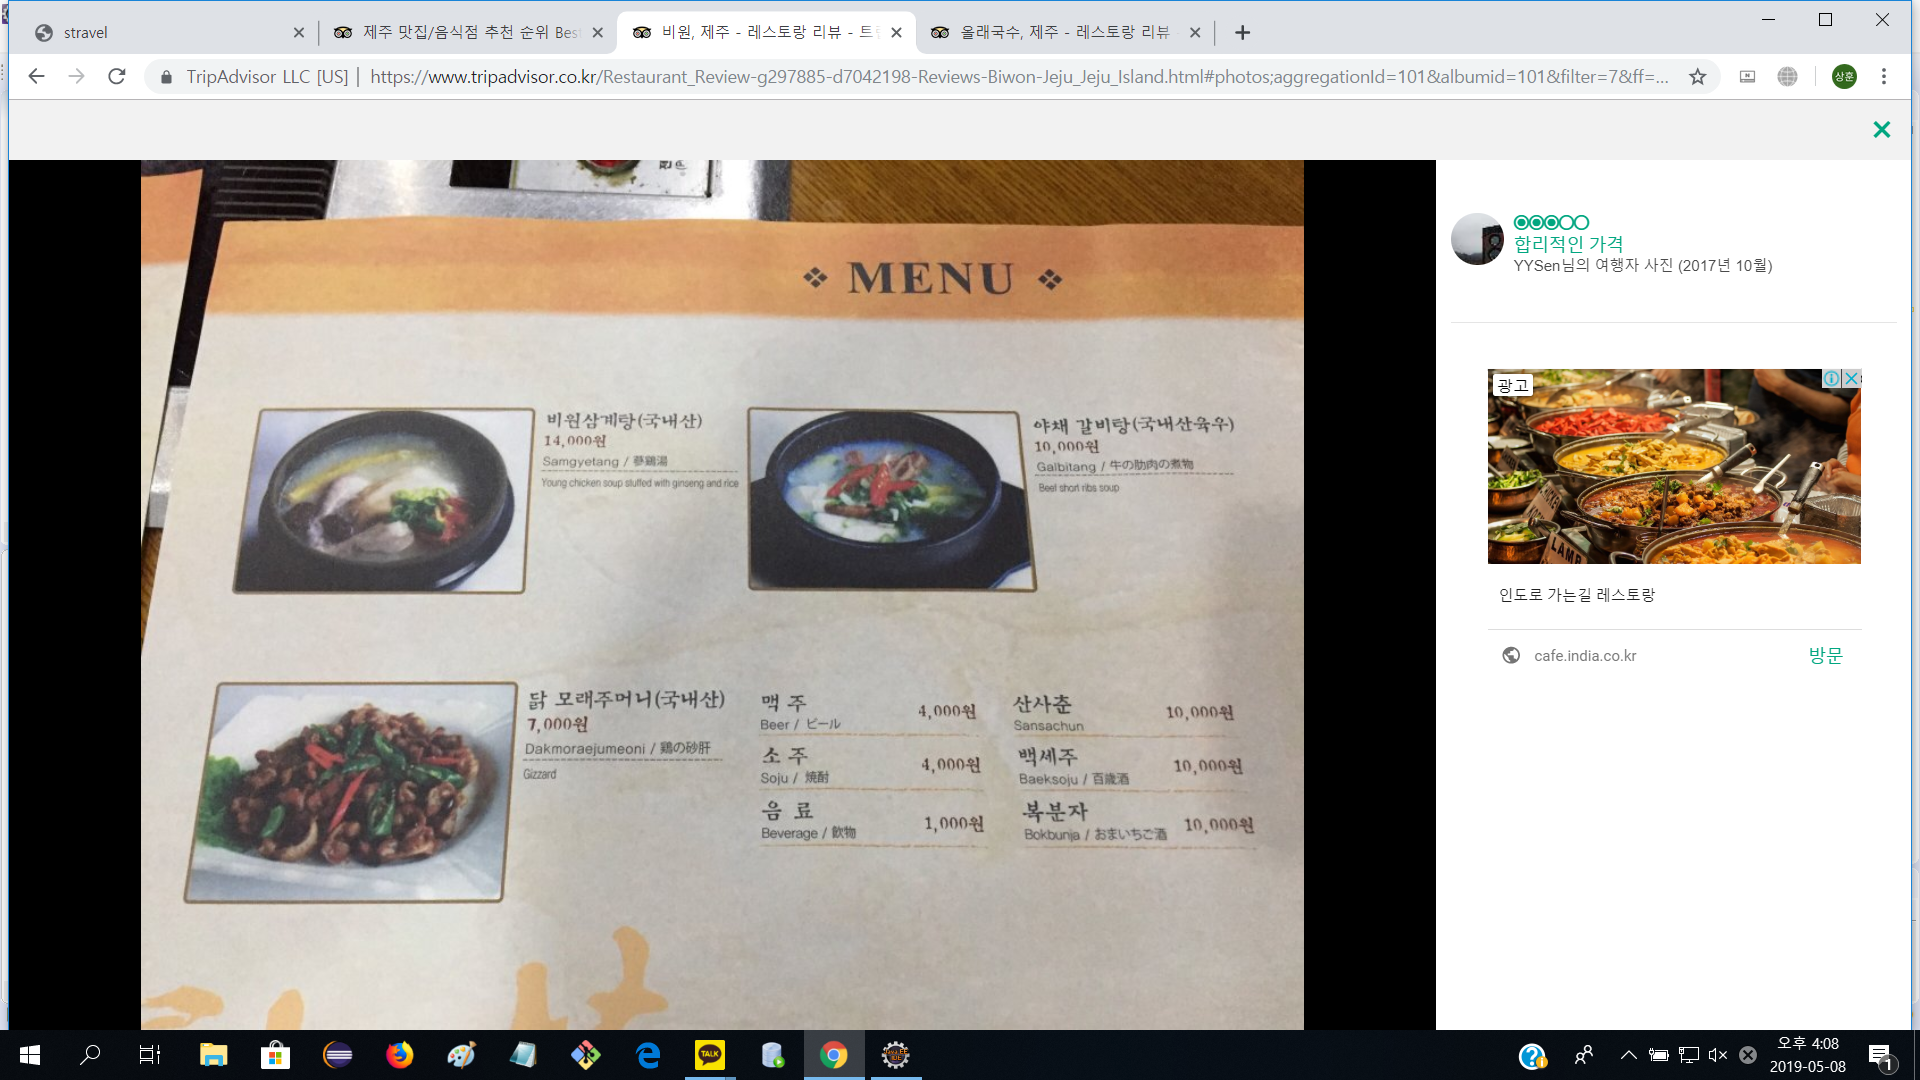 stravel
제주 맛집/음식점 추천 순위 Bes
비원, 제주 - 레스토랑 리뷰 - 트
올래국수, 제주 - 레스토랑 리뷰
TripAdvisor LLC [US] | https://www.tripadvisor.co.kr/Restaurant_Review-g297885-d7042198-Reviews-Biwon-Jeju_Jeju_Island.html#photos;aggregationId=101&albumid=101&filter=7&ff=...
상훈
MENU
비원삼계탕(국내산)
14,000원
Samgyetang / 蔘鷄湯
Young chicken soup stuffed with ginseng and rice
야채 갈비탕(국내산육우)
10,000원
Galbitang / 牛の肋肉の煮物
Beef short ribs soup
닭 모래주머니(국내산)
7,000원
Dakmoraejumeoni / 鶏の砂肝
Gizzard
맥 주 4,000원
Beer / ビール
소 주 4,000원
Soju / 焼酎
음 료 1,000원
Beverage / 飲物
산사춘 10,000원
Sansachun
백세주 10,000원
Baeksoju / 百歳酒
복분자 10,000원
Bokbunja / おまいちご酒
합리적인 가격
YYSen님의 여행자 사진 (2017년 10월)
광고
LAMB
인도로 가는길 레스토랑
cafe.india.co.kr
방문
TALK
오후 4:08
2019-05-08
1